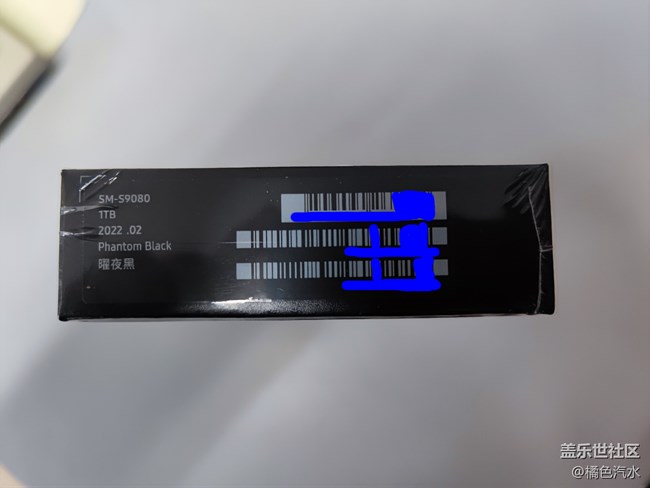 SM-S9080
1TB
2022 .02
Phantom Black
曜夜黑
盖乐世社区
@橘色汽水